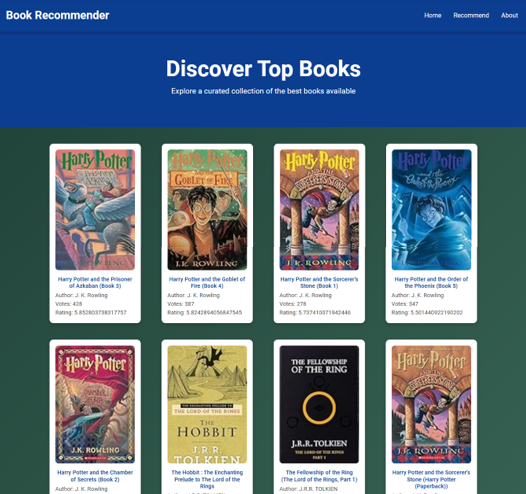 Book Recommender
Home Recommend About
Discover Top Books
Explore a curated collection of the best books available
Harry Potter
J.K. ROWLING
Harry Potter and the Prisoner
of Azkaban (Book 3)
Author: J. K. Rowling
Votes: 428
Rating: 5.852803738317757
Harry Potter
GOBLET OF FIRE
J.K. ROWLING
Harry Potter and the Goblet of
Fire (Book 4)
Author: J. K. Rowling
Votes: 387
Rating: 5.8242894056847545
Harry Potter
AND THE
SORCERER'S
STONE
J.K. ROWLING
Harry Potter and the Sorcerer's
Stone (Book 1)
Author: J. K. Rowling
Votes: 278
Rating: 5.737410071942446
Harry Potter
and the
Order of
the Phoenix
J.K. ROWLING
Harry Potter and the Order of
the Phoenix (Book 5)
Author: J. K. Rowling
Votes: 347
Rating: 5.501440922190202
Harry Potter
J.K. ROWLING
Harry Potter and the Chamber
of Secrets (Book 2)
Author: J. K. Rowling
THE ENCHANTING PRELUDE TO
THE LORD OF THE RINGS
THE
HOBBIT
J.R.R.
TOLKIEN
The Hobbit : The Enchanting
Prelude to The Lord of the
Rings
THE FELLOWSHIP
OF THE RING
J.R.R.TOLKIEN
THE LORD OF THE RINGS
PART 1
The Fellowship of the Ring
(The Lord of the Rings, Part 1)
Author: J.R.R. TOLKIEN
Harry Potter
AND THE
SORCERER'S
STONE
J.K. ROWLING
Harry Potter and the Sorcerer's
Stone (Harry Potter
(Paperback))